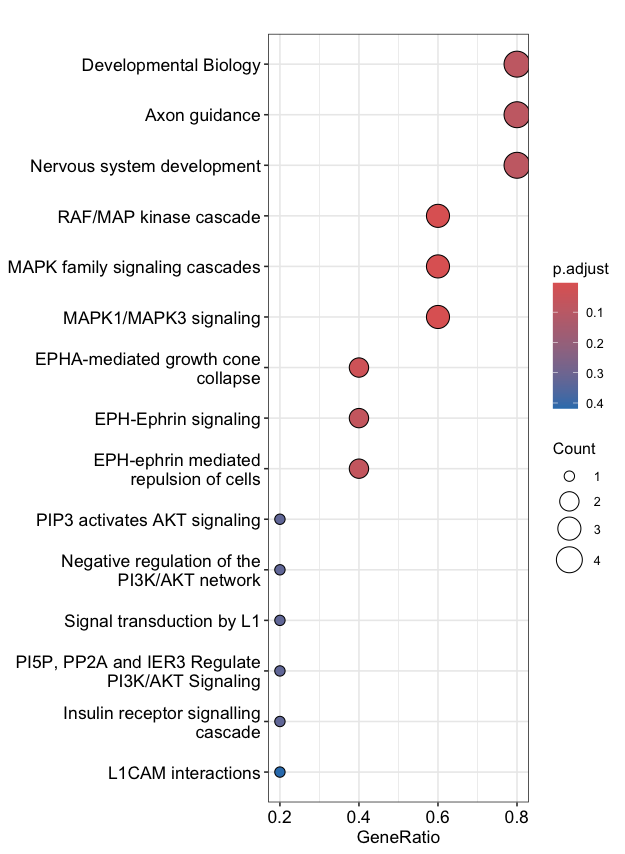 Developmental Biology
Axon guidance
Nervous system development
RAF/MAP kinase cascade
MAPK family signaling cascades
MAPK1/MAPK3 signaling
EPHA-mediated growth cone
collapse
EPH-Ephrin signaling
EPH-ephrin mediated
repulsion of cells
PIP3 activates AKT signaling
Negative regulation of the
PI3K/AKT network
Signal transduction by L1
PI5P, PP2A and IER3 Regulate
PI3K/AKT Signaling
Insulin receptor signalling
cascade
L1CAM interactions
0.2 0.4 0.6 0.8
GeneRatio
p.adjust
0.1
0.2
0.3
0.4
Count
1
2
3
4